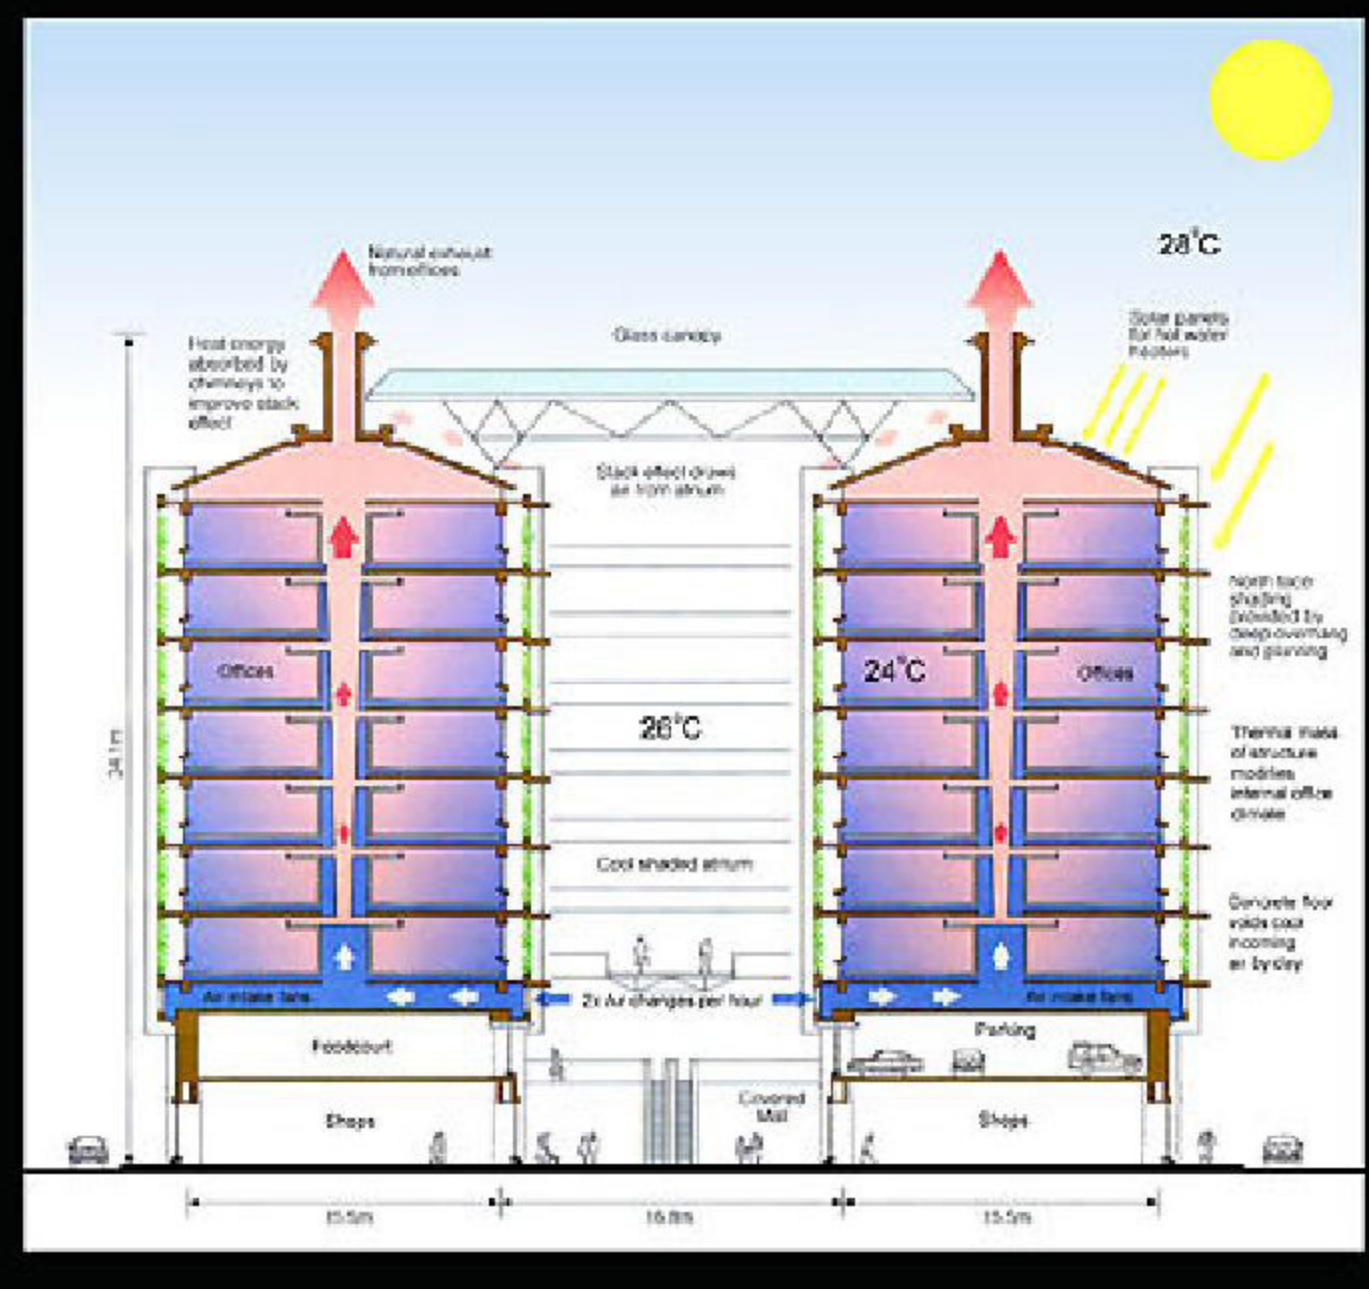 28°C
Natural exhaust
from offices
Solar panels
for hot water
heaters
Glass canopy
Heat energy
absorbed by
chimneys to
improve stack
effect
Stack effect draws
air from atrium
North face
shading
provided by
deep overhang
and planting
Offices
24°C
Offices
26°C
Thermal mass
of structure
modifies
internal office
climate
Cool shaded atrium
Concrete floor
voids cool
incoming
air by day
Air intake fans
2x Air changes per hour
Air intake fans
Foodcourt
Parking
Covered
Mall
Shops
Shops
15.5m
16.8m
15.5m